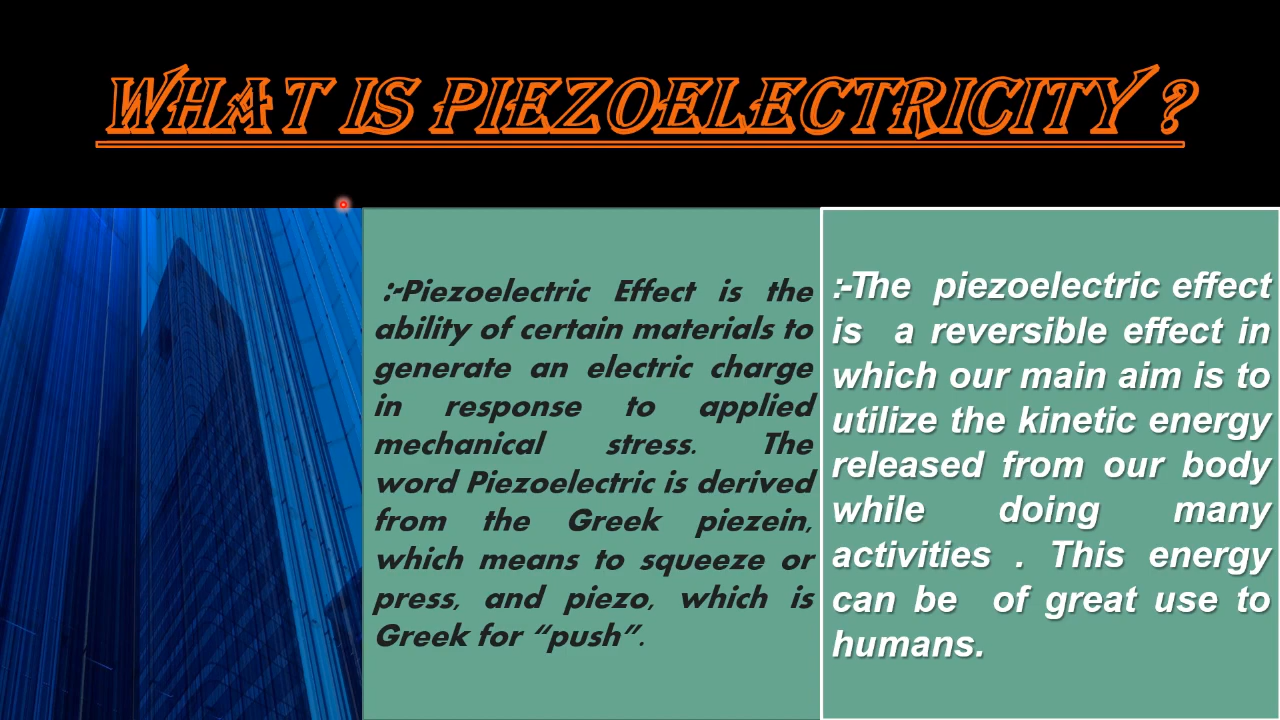 WHAT IS PIEZOELECTRICITY ?
:-Piezoelectric Effect is the
ability of certain materials to
generate an electric charge
in response to applied
mechanical stress. The
word Piezoelectric is derived
from the Greek piezein,
which means to squeeze or
press, and piezo, which is
Greek for “push”.
:-The piezoelectric effect
is a reversible effect in
which our main aim is to
utilize the kinetic energy
released from our body
while doing many
activities . This energy
can be of great use to
humans.